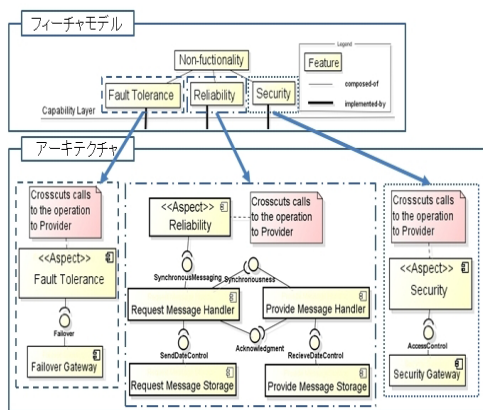 フィーチャモデル
Non-fuctionality
Legend
Feature
composed-of
implemented-by
Fault Tolerance
Reliability
Security
Capability Layer
アーキテクチャ
Crosscuts calls
to the operation
to Provider
<<Aspect>>
Fault Tolerance
Failover
Failover Gateway
<<Aspect>>
Reliability
Crosscuts calls
to the operation
to Provider
SynchronousMessaging
Synchronousness
Request Message Handler
Provide Message Handler
SendDateControl
Acknowledgment
RecieveDateControl
Request Message Storage
Provide Message Storage
Crosscuts calls
to the operation
to Provider
<<Aspect>>
Security
AccessControl
Security Gateway